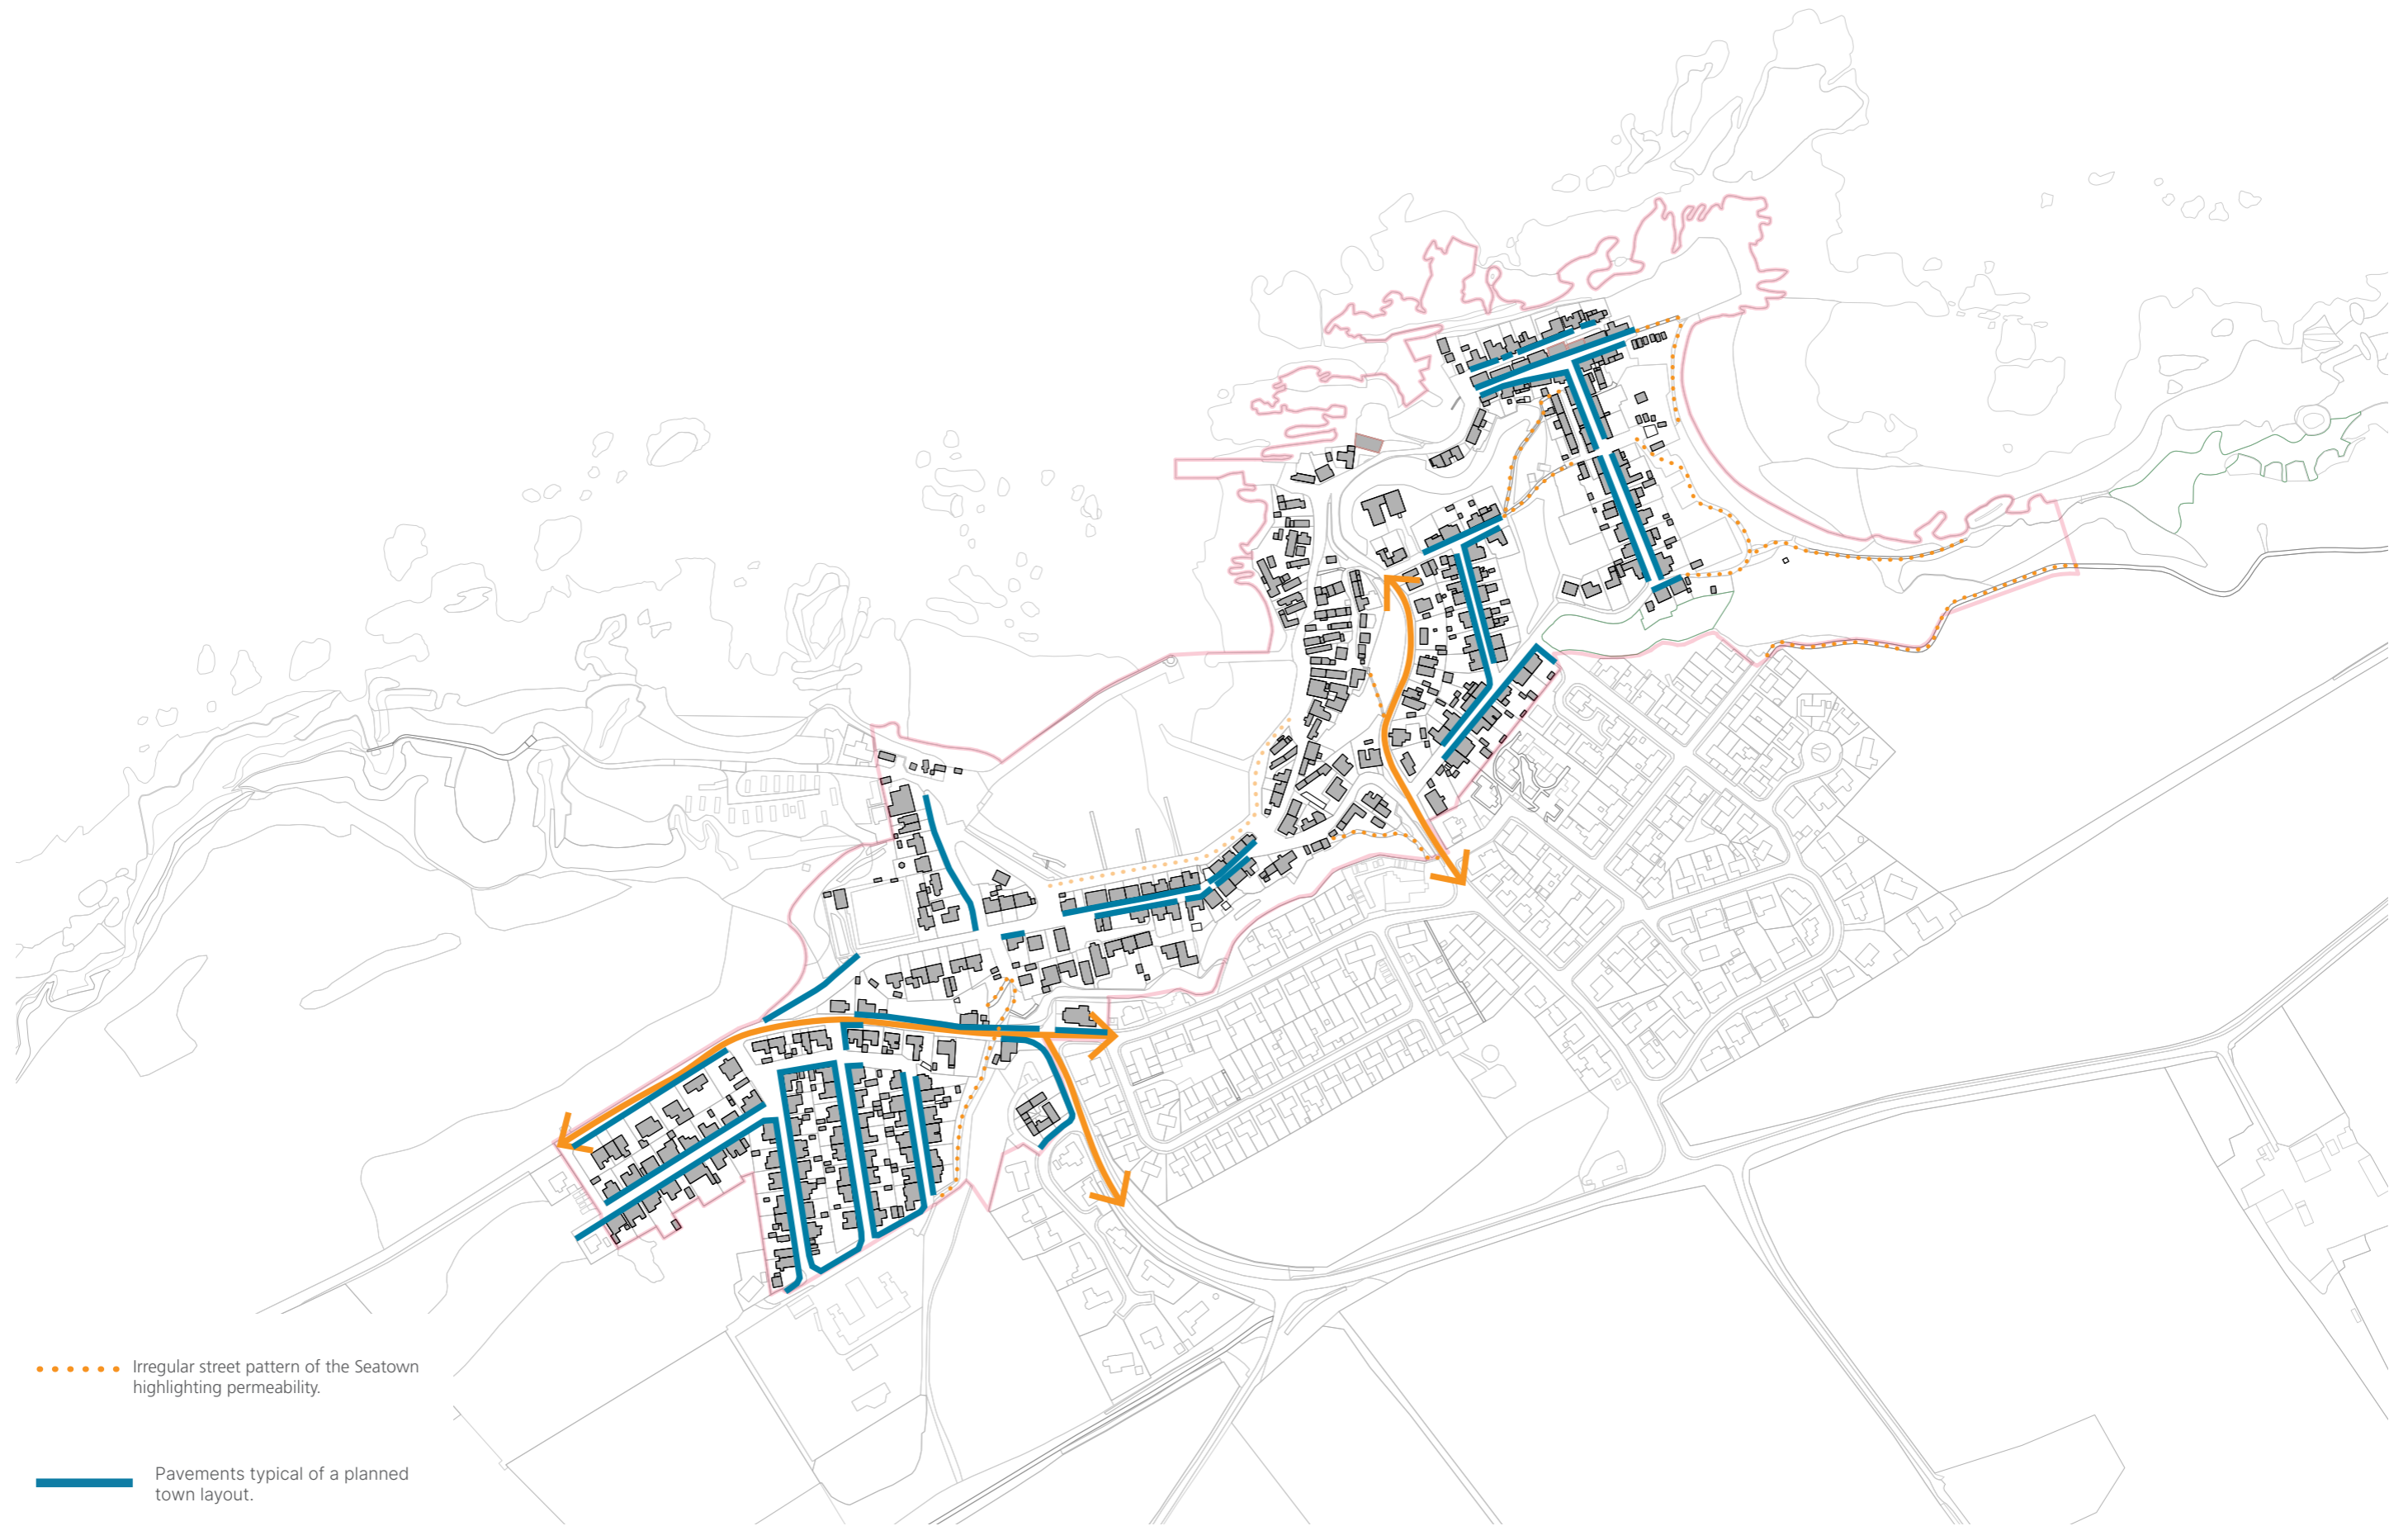 Irregular street pattern of the Seatown
highlighting permeability.
Pavements typical of a planned
town layout.